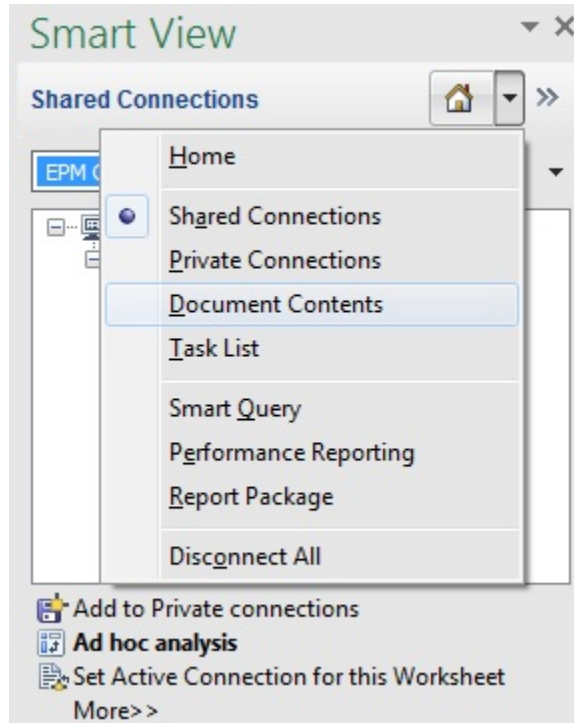 Smart View
Shared Connections
EPM
Home
Shared Connections
Private Connections
Document Contents
Task List
Smart Query
Performance Reporting
Report Package
Disconnect All
Add to Private connections
Ad hoc analysis
Set Active Connection for this Worksheet
More>>